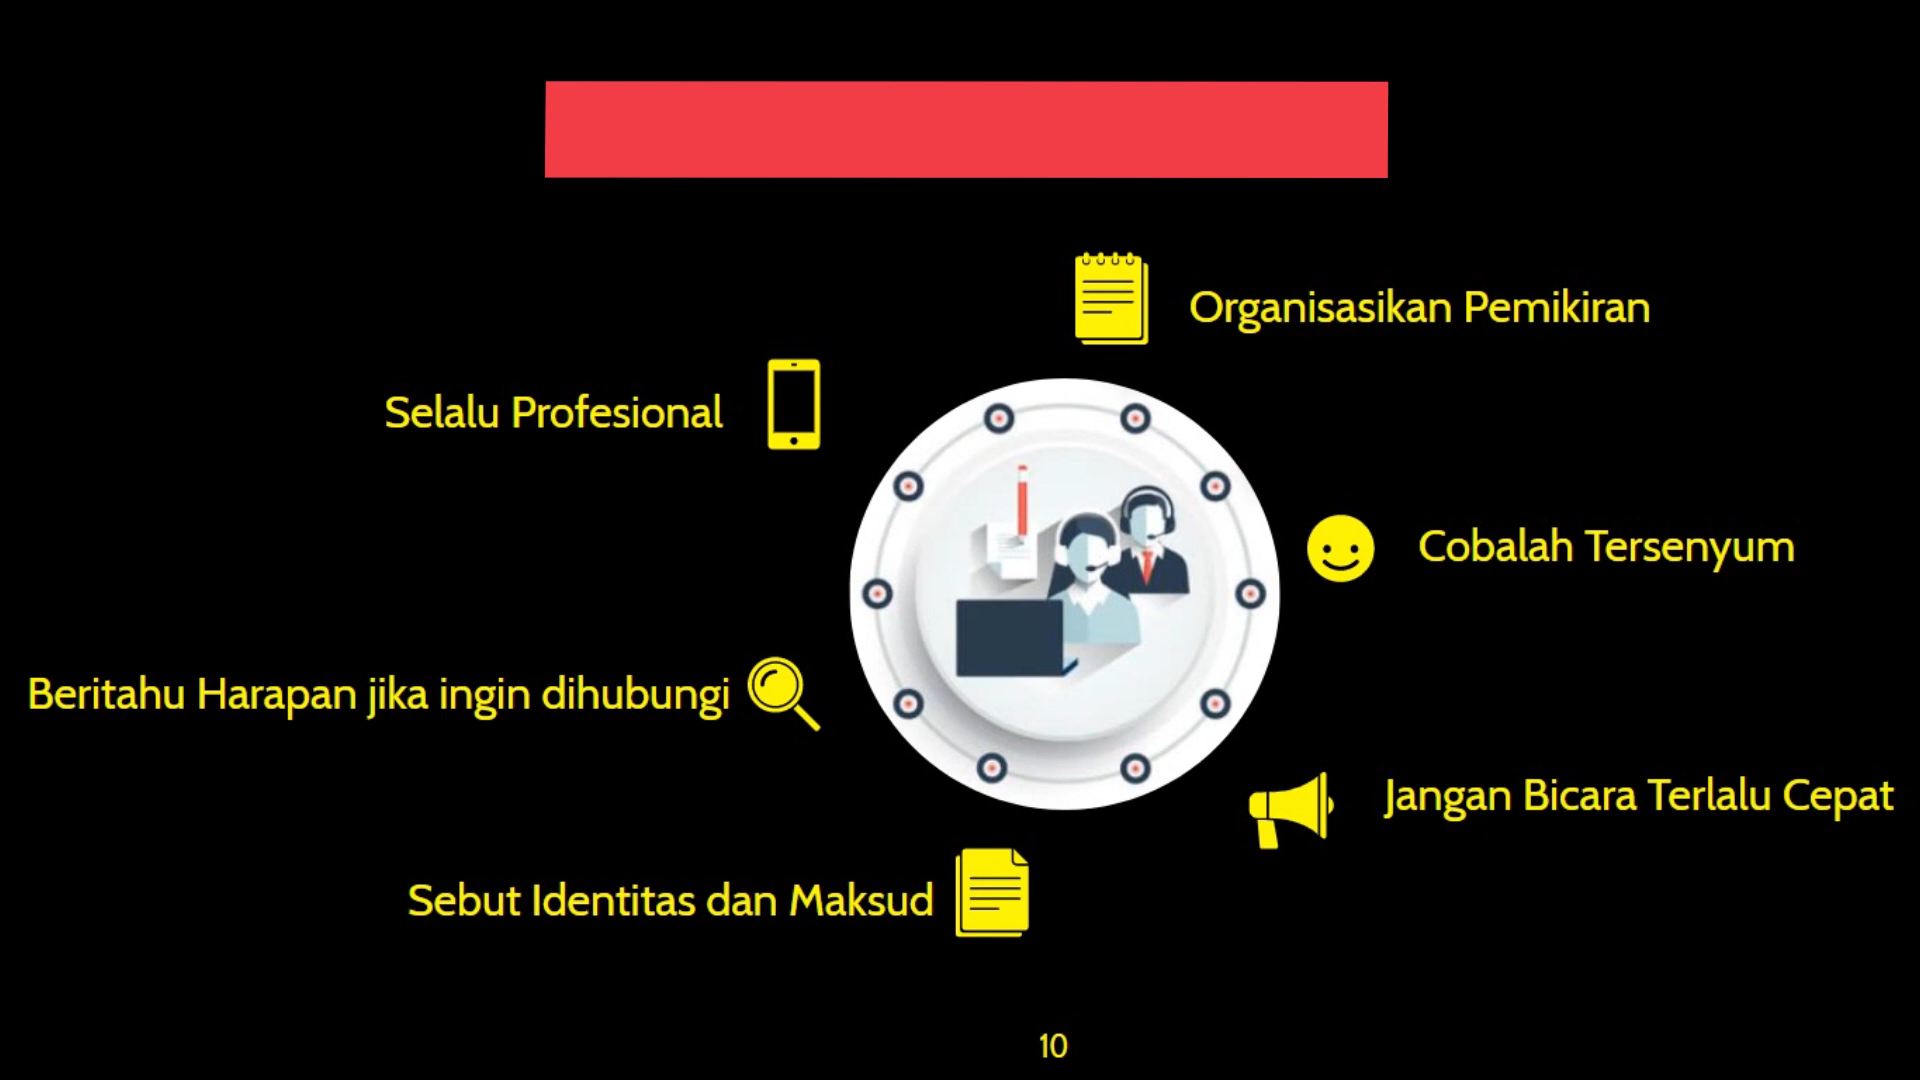 Organisasikan Pemikiran
Selalu Profesional
Cobalah Tersenyum
Beritahu Harapan jika ingin dihubungi
Jangan Bicara Terlalu Cepat
Sebut Identitas dan Maksud
10